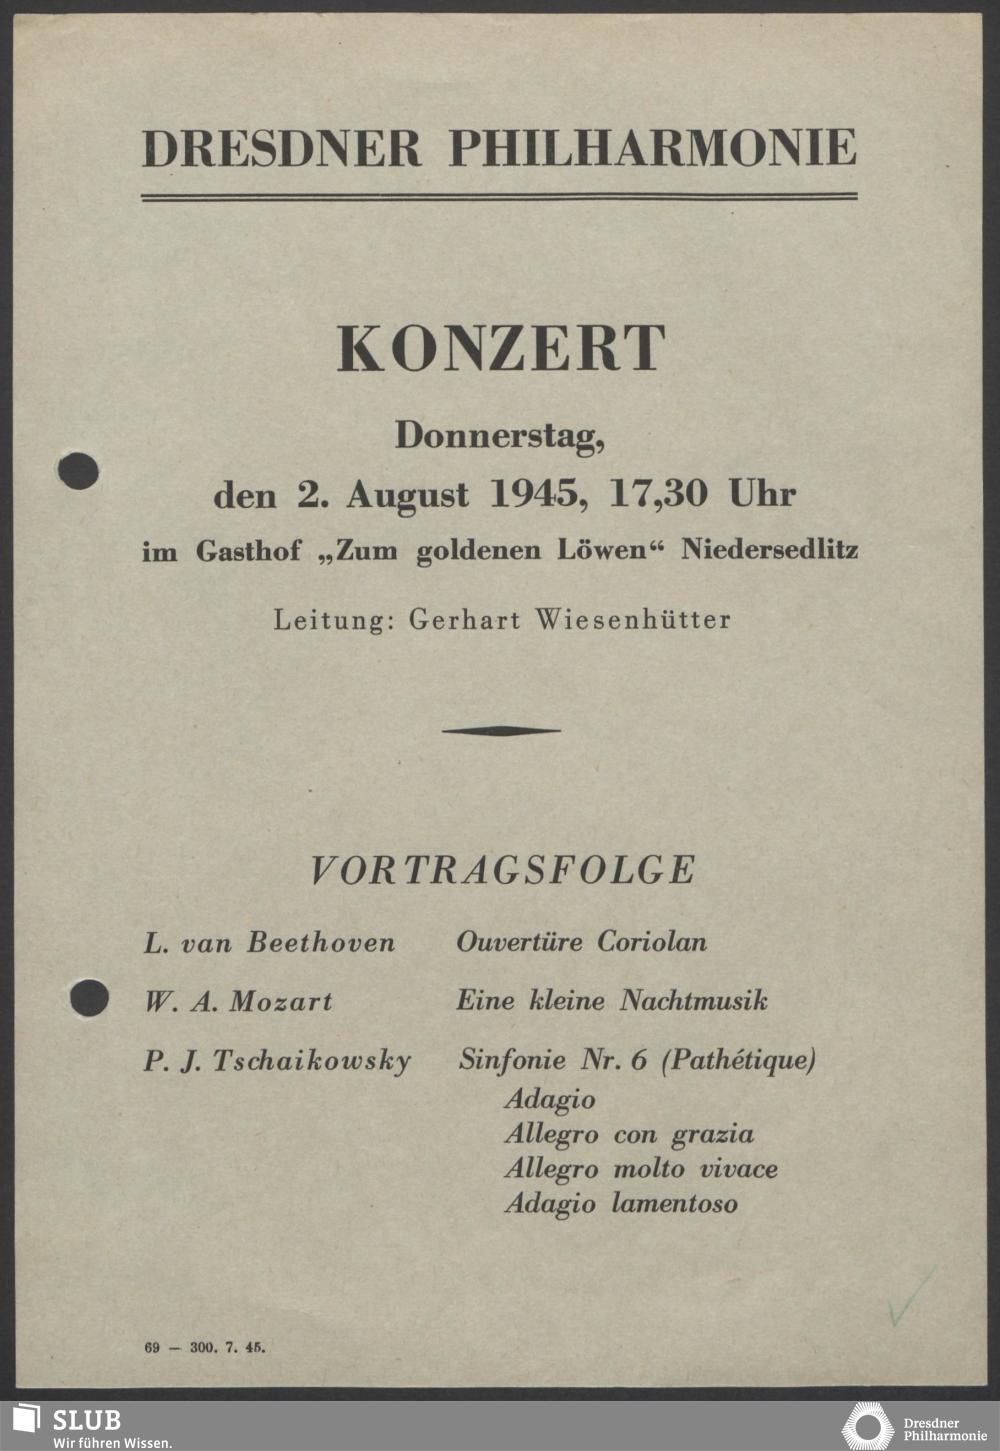 DRESDNER PHILHARMONIE
KONZERT
Donnerstag,
den 2. August 1945, 17,30 Uhr
im Gasthof „Zum goldenen Löwen“ Niedersedlitz
Leitung: Gerhart Wiesenhütter
VORTRAGSFOLGE
L. van Beethoven Ouvertüre Coriolan
W. A. Mozart Eine kleine Nachtmusik
P. J. Tschaikowsky Sinfonie Nr. 6 (Pathétique)
Adagio
Allegro con grazia
Allegro molto vivace
Adagio lamentoso
69 — 300. 7. 45.
SLUB
Wir führen Wissen.
Dresdner
Philharmonie